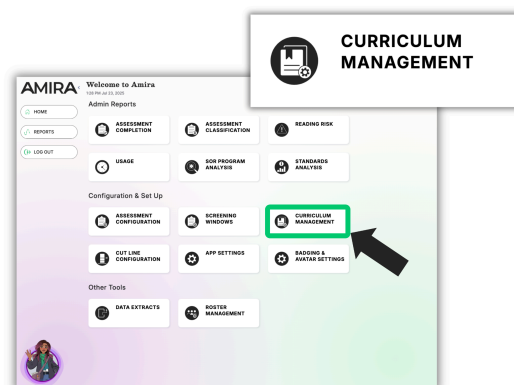 CURRICULUM
MANAGEMENT
AMIRA
Welcome to Amira
Admin Reports
HOME
REPORTS
LOG OUT
ASSESSMENT
COMPLETION
ASSESSMENT
CLASSIFICATION
READING RISK
USAGE
SOR PROGRAM
ANALYSIS
STANDARDS
ANALYSIS
Configuration & Set Up
ASSESSMENT
CONFIGURATION
SCREENING
WINDOWS
CURRICULUM
MANAGEMENT
CUT LINE
CONFIGURATION
APP SETTINGS
BADGING &
AVATAR SETTINGS
Other Tools
DATA EXTRACTS
ROSTER
MANAGEMENT